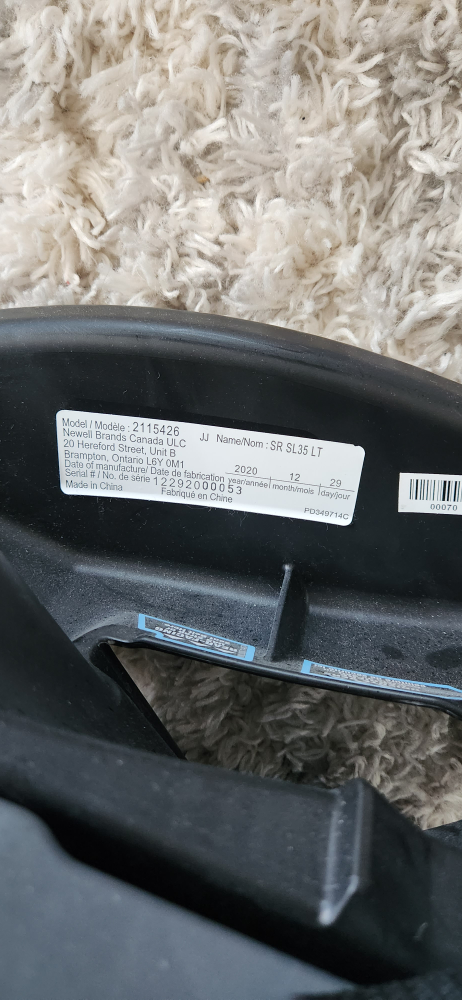 Model / Modèle : 2115426 JJ Name/Nom : SR SL35 LT
Newell Brands Canada ULC
20 Hereford Street, Unit B
Brampton, Ontario L6Y 0M1
Date of manufacture/ Date de fabrication 2020 12 29
year/année month/mois day/jour
Serial # / No. de série 12292000053
Made in China Fabriqué en Chine
PD349714C
00070
REAR-FACING